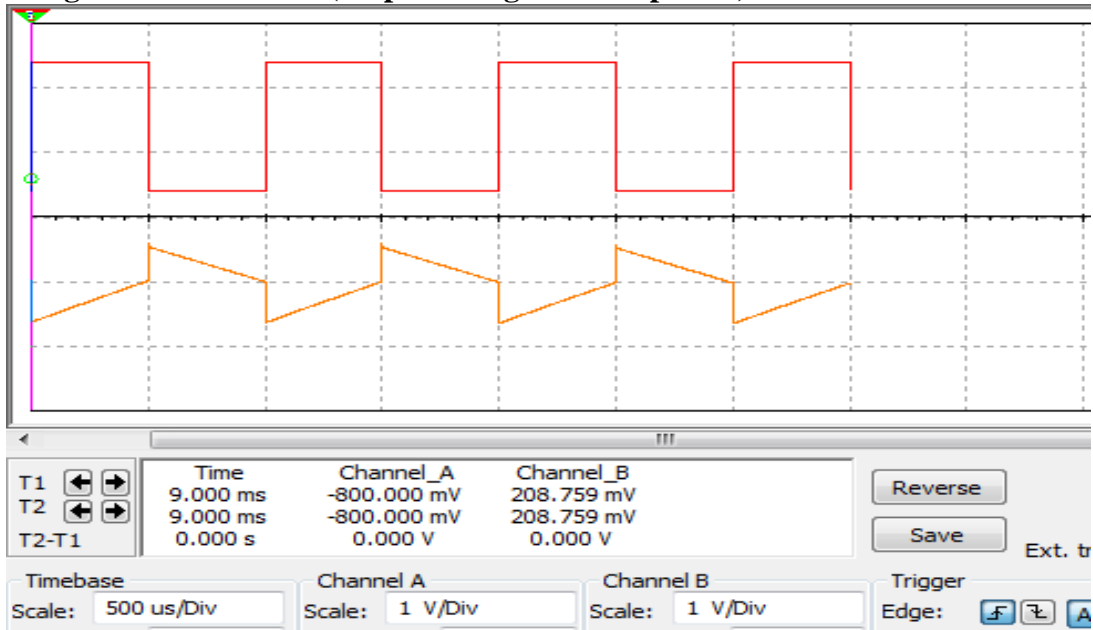 T1
T2
T2-T1
Time Channel_A Channel_B
9.000 ms -800.000 mV 208.759 mV
9.000 ms -800.000 mV 208.759 mV
0.000 s 0.000 V 0.000 V
Reverse
Save
Ext. tr
Timebase
Scale: 500 us/Div
Channel A
Scale: 1 V/Div
Channel B
Scale: 1 V/Div
Trigger
Edge:
A